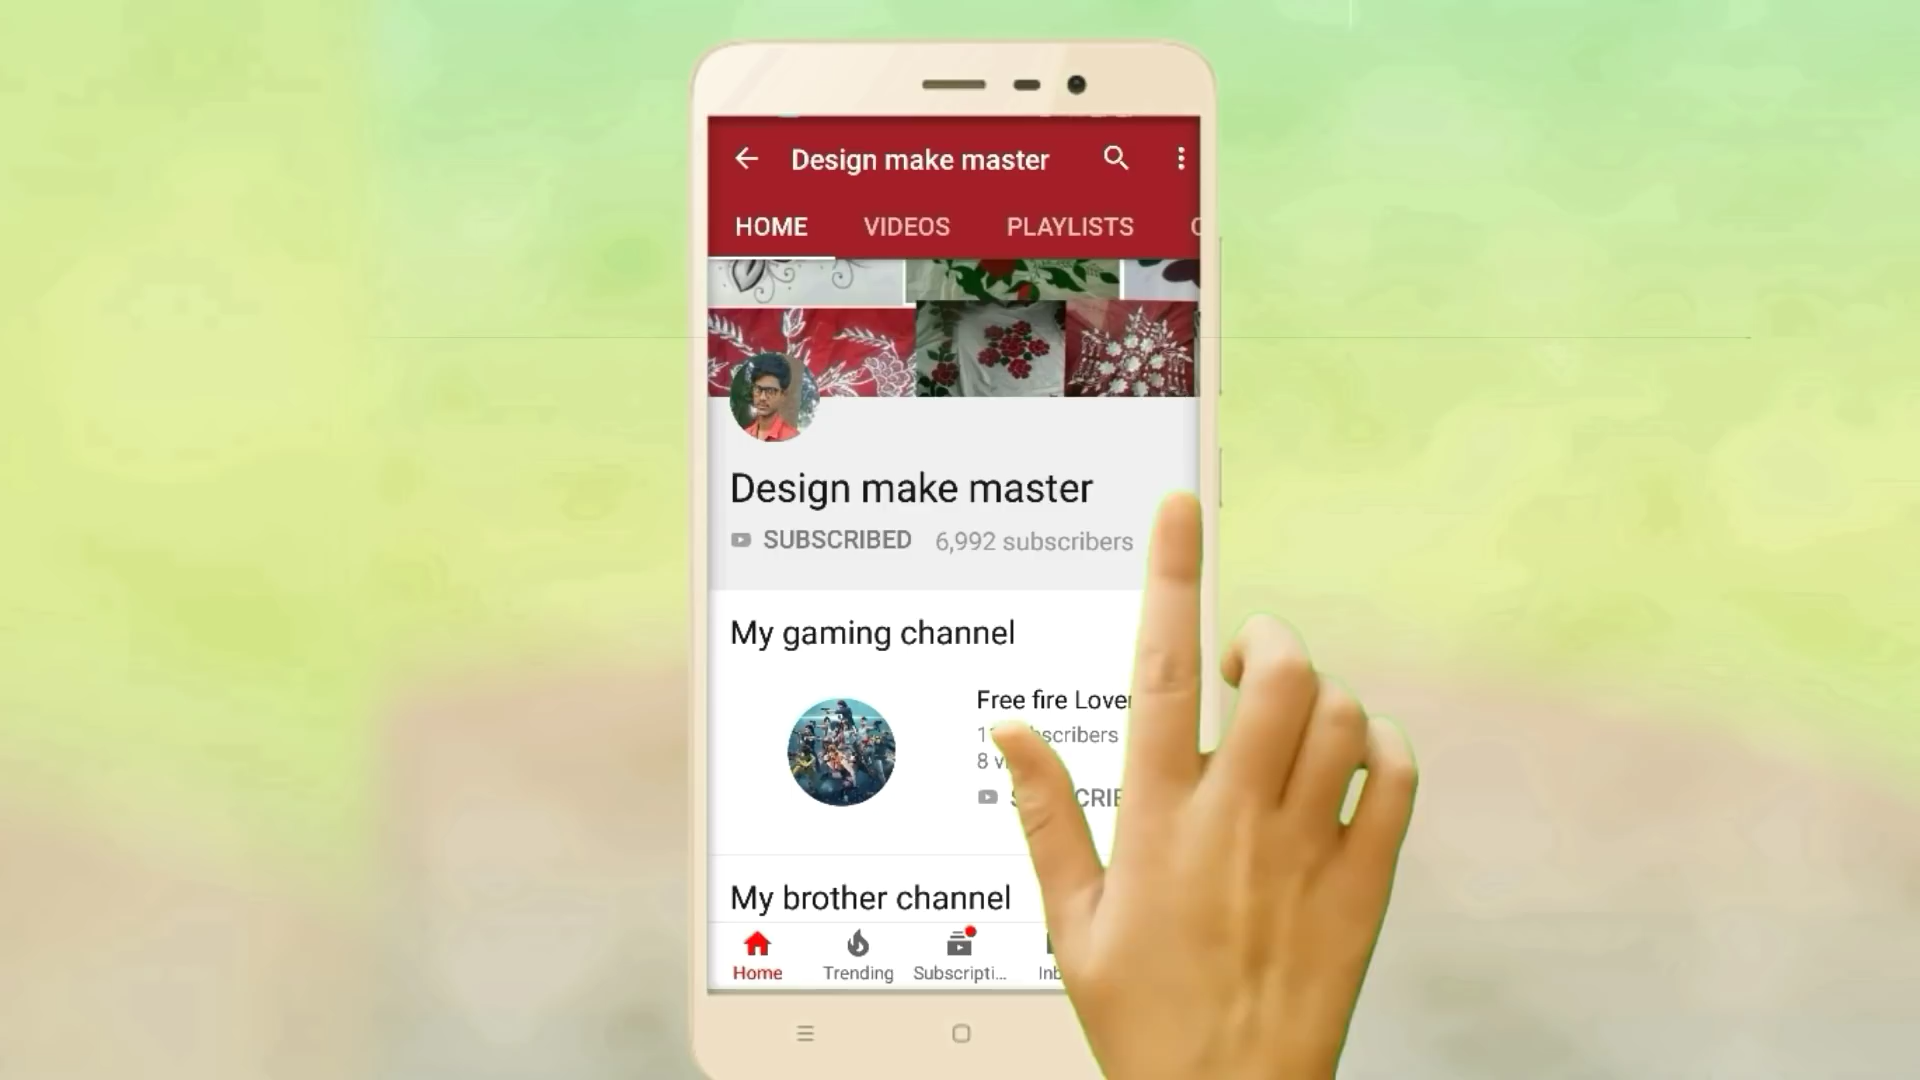 Design make master
HOME VIDEOS PLAYLISTS
Design make master
SUBSCRIBED 6,992 subscribers
My gaming channel
Free fire Lover
8
My brother channel
Home Trending Subscripti...